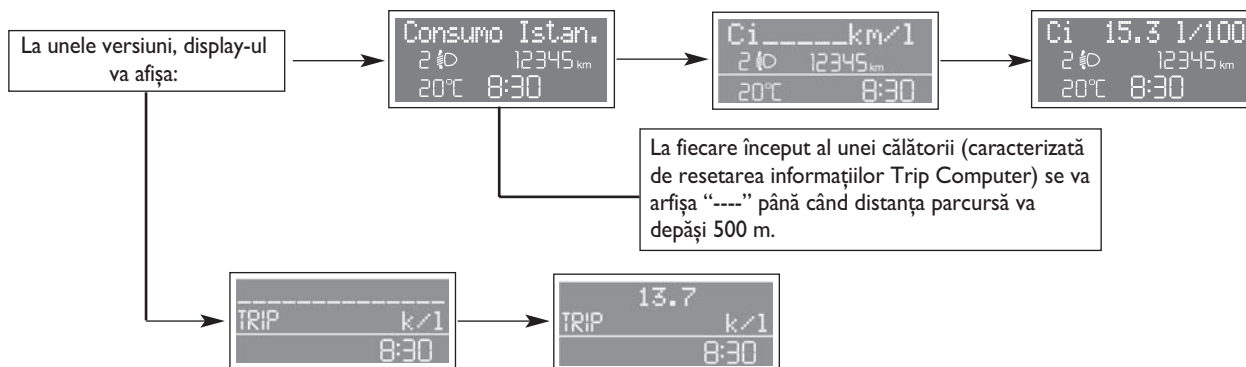 La unele versiuni, display-ul
va afișa:
Consumo Istan.
2 12345 km
20°C 8:30
Ci_____km/l
2 12345 km
20°C 8:30
Ci 15.3 l/100
2 12345 km
20°C 8:30
La fiecare început al unei călătorii (caracterizată
de resetarea informațiilor Trip Computer) se va
arfișa “----” până când distanța parcursă va
depăși 500 m.
______________
TRIP k/l
8:30
13.7
TRIP k/l
8:30